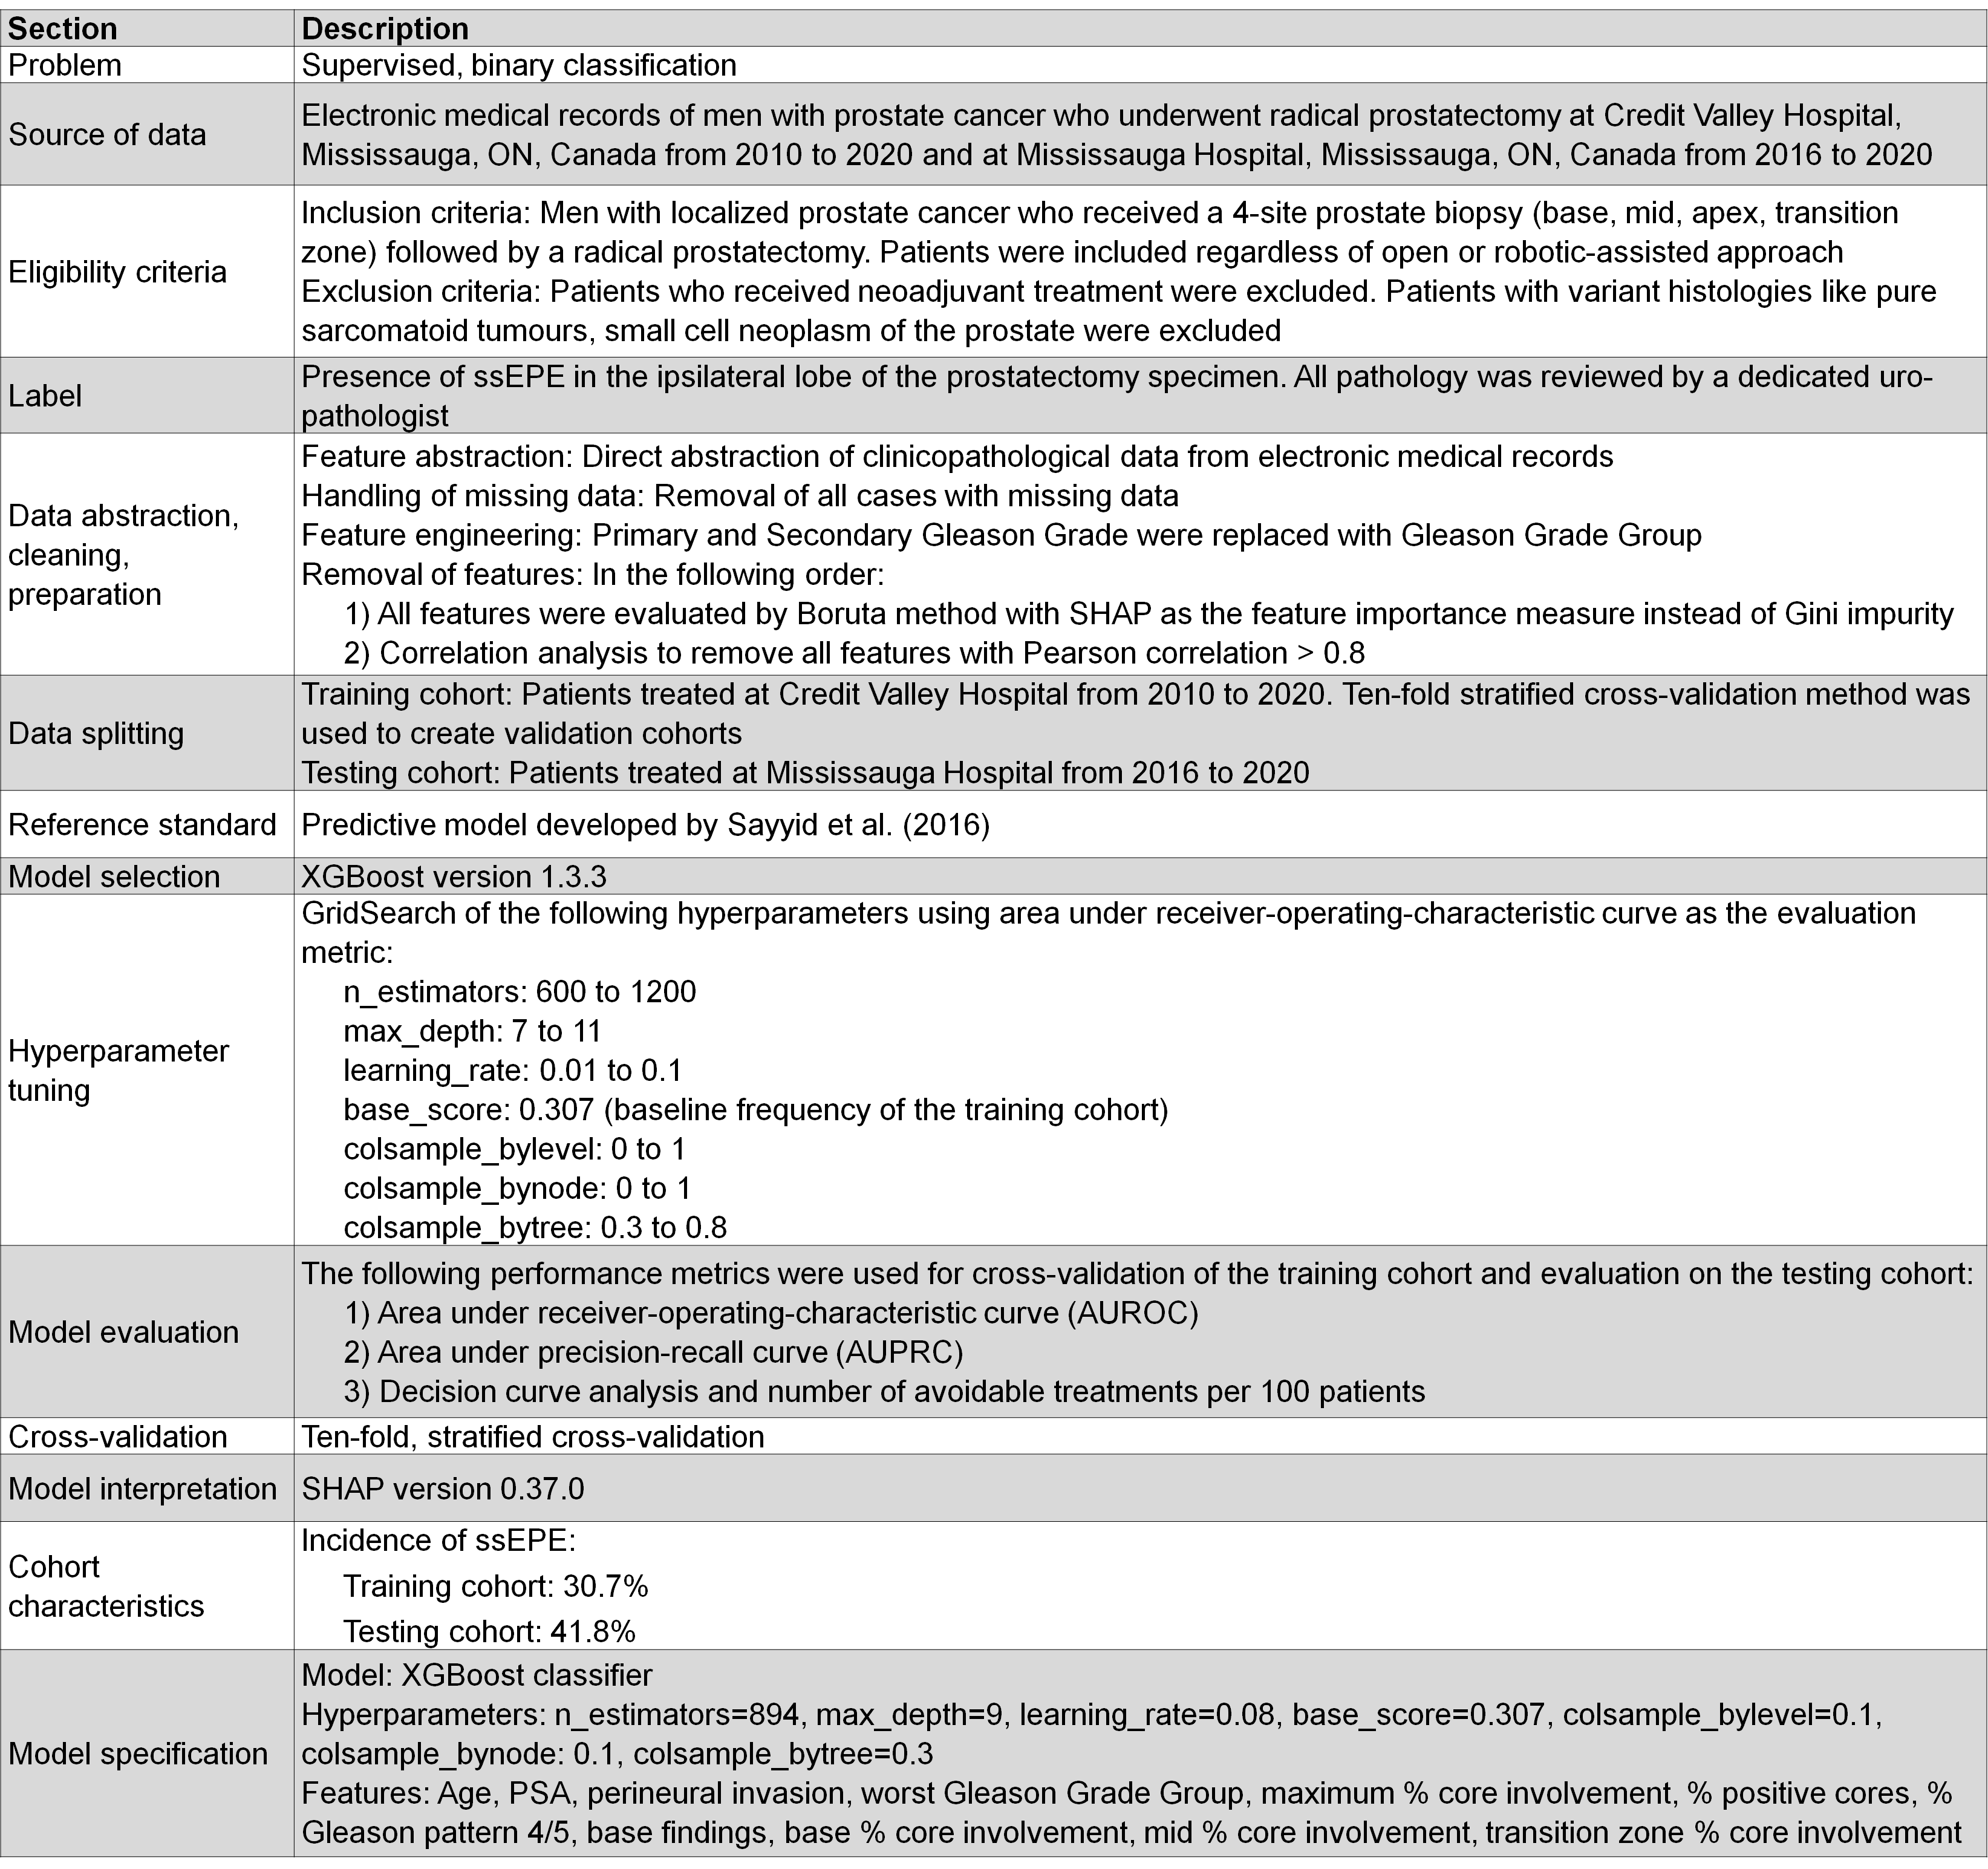 Section Description
Problem Supervised, binary classification
Source of data
Electronic medical records of men with prostate cancer who underwent radical prostatectomy at Credit Valley Hospital,
Mississauga, ON, Canada from 2010 to 2020 and at Mississauga Hospital, Mississauga, ON, Canada from 2016 to 2020
Eligibility criteria
Inclusion criteria: Men with localized prostate cancer who received a 4-site prostate biopsy (base, mid, apex, transition
zone) followed by a radical prostatectomy. Patients were included regardless of open or robotic-assisted approach
Exclusion criteria: Patients who received neoadjuvant treatment were excluded. Patients with variant histologies like pure
sarcomatoid tumours, small cell neoplasm of the prostate were excluded
Label
Presence of ssEPE in the ipsilateral lobe of the prostatectomy specimen. All pathology was reviewed by a dedicated uro-
pathologist
Data abstraction,
cleaning,
preparation
Feature abstraction: Direct abstraction of clinicopathological data from electronic medical records
Handling of missing data: Removal of all cases with missing data
Feature engineering: Primary and Secondary Gleason Grade were replaced with Gleason Grade Group
Removal of features: In the following order:
1) All features were evaluated by Boruta method with SHAP as the feature importance measure instead of Gini impurity
2) Correlation analysis to remove all features with Pearson correlation > 0.8
Data splitting
Training cohort: Patients treated at Credit Valley Hospital from 2010 to 2020. Ten-fold stratified cross-validation method was
used to create validation cohorts
Testing cohort: Patients treated at Mississauga Hospital from 2016 to 2020
Reference standard Predictive model developed by Sayyid et al. (2016)
Model selection XGBoost version 1.3.3
Hyperparameter
tuning
GridSearch of the following hyperparameters using area under receiver-operating-characteristic curve as the evaluation
metric:
n_estimators: 600 to 1200
max_depth: 7 to 11
learning_rate: 0.01 to 0.1
base_score: 0.307 (baseline frequency of the training cohort)
colsample_bylevel: 0 to 1
colsample_bynode: 0 to 1
colsample_bytree: 0.3 to 0.8
Model evaluation
The following performance metrics were used for cross-validation of the training cohort and evaluation on the testing cohort:
1) Area under receiver-operating-characteristic curve (AUROC)
2) Area under precision-recall curve (AUPRC)
3) Decision curve analysis and number of avoidable treatments per 100 patients
Cross-validation Ten-fold, stratified cross-validation
Model interpretation SHAP version 0.37.0
Cohort
characteristics
Incidence of ssEPE:
Training cohort: 30.7%
Testing cohort: 41.8%
Model specification
Model: XGBoost classifier
Hyperparameters: n_estimators=894, max_depth=9, learning_rate=0.08, base_score=0.307, colsample_bylevel=0.1,
colsample_bynode: 0.1, colsample_bytree=0.3
Features: Age, PSA, perineural invasion, worst Gleason Grade Group, maximum % core involvement, % positive cores, %
Gleason pattern 4/5, base findings, base % core involvement, mid % core involvement, transition zone % core involvement